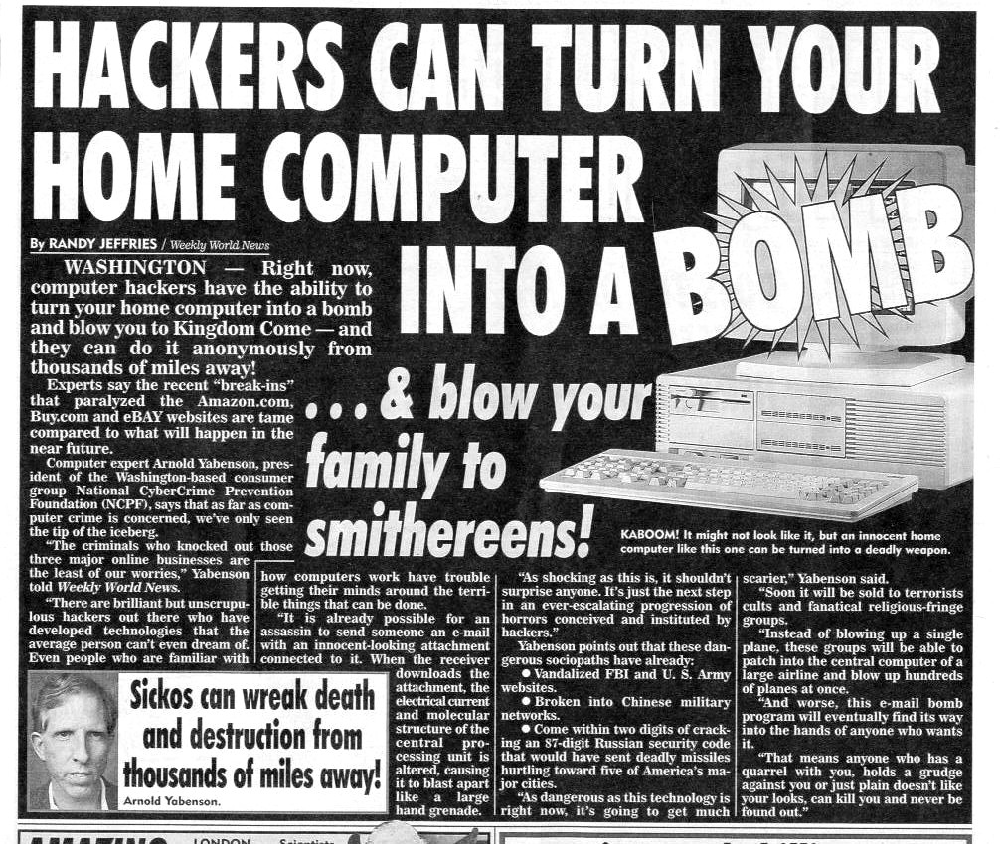 HACKERS CAN TURN YOUR
HOME COMPUTER
INTO A BOMB
. . . & blow your
family to
smithereens!
By RANDY JEFFRIES / Weekly World News
WASHINGTON — Right now,
computer hackers have the ability to
turn your home computer into a bomb
and blow you to Kingdom Come — and
they can do it anonymously from
thousands of miles away!
Experts say the recent “break-ins”
that paralyzed the Amazon.com,
Buy.com and eBAY websites are tame
compared to what will happen in the
near future.
Computer expert Arnold Yabenson, pres-
ident of the Washington-based consumer
group National CyberCrime Prevention
Foundation (NCPF), says that as far as com-
puter crime is concerned, we’ve only seen
the tip of the iceberg.
“The criminals who knocked out those
three major online businesses are
the least of our worries,” Yabenson
told Weekly World News.
“There are brilliant but unscrupu-
lous hackers out there who have
developed technologies that the
average person can’t even dream of.
Even people who are familiar with
how computers work have trouble
getting their minds around the terri-
ble things that can be done.
“It is already possible for an
assassin to send someone an e-mail
with an innocent-looking attachment
connected to it. When the receiver
downloads the
attachment, the
electrical current
and molecular
structure of the
central pro-
cessing unit is
altered, causing
it to blast apart
like a large
hand grenade.
“As shocking as this is, it shouldn’t
surprise anyone. It’s just the next step
in an ever-escalating progression of
horrors conceived and instituted by
hackers.”
Yabenson points out that these dan-
gerous sociopaths have already:
● Vandalized FBI and U. S. Army
websites.
● Broken into Chinese military
networks.
● Come within two digits of crack-
ing an 87-digit Russian security code
that would have sent deadly missiles
hurtling toward five of America’s ma-
jor cities.
“As dangerous as this technology is
right now, it’s going to get much
scarier,” Yabenson said.
“Soon it will be sold to terrorists
cults and fanatical religious-fringe
groups.
“Instead of blowing up a single
plane, these groups will be able to
patch into the central computer of a
large airline and blow up hundreds
of planes at once.
“And worse, this e-mail bomb
program will eventually find its way
into the hands of anyone who wants
it.
“That means anyone who has a
quarrel with you, holds a grudge
against you or just plain doesn’t like
your looks, can kill you and never be
found out.”
KABOOM! It might not look like it, but an innocent home
computer like this one can be turned into a deadly weapon.
Sickos can wreak death
and destruction from
thousands of miles away!
Arnold Yabenson.
AMAZING
LONDON — Scientists